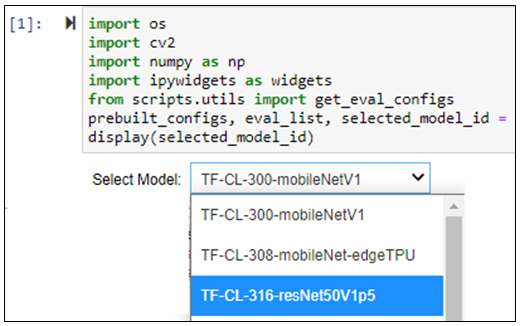 [1]:
import os
import cv2
import numpy as np
import ipywidgets as widgets
from scripts.utils import get_eval_configs
prebuilt_configs, eval_list, selected_model_id =
display(selected_model_id)
Select Model: TF-CL-300-mobileNetV1
TF-CL-300-mobileNetV1
TF-CL-308-mobileNet-edgeTPU
TF-CL-316-resNet50V1p5